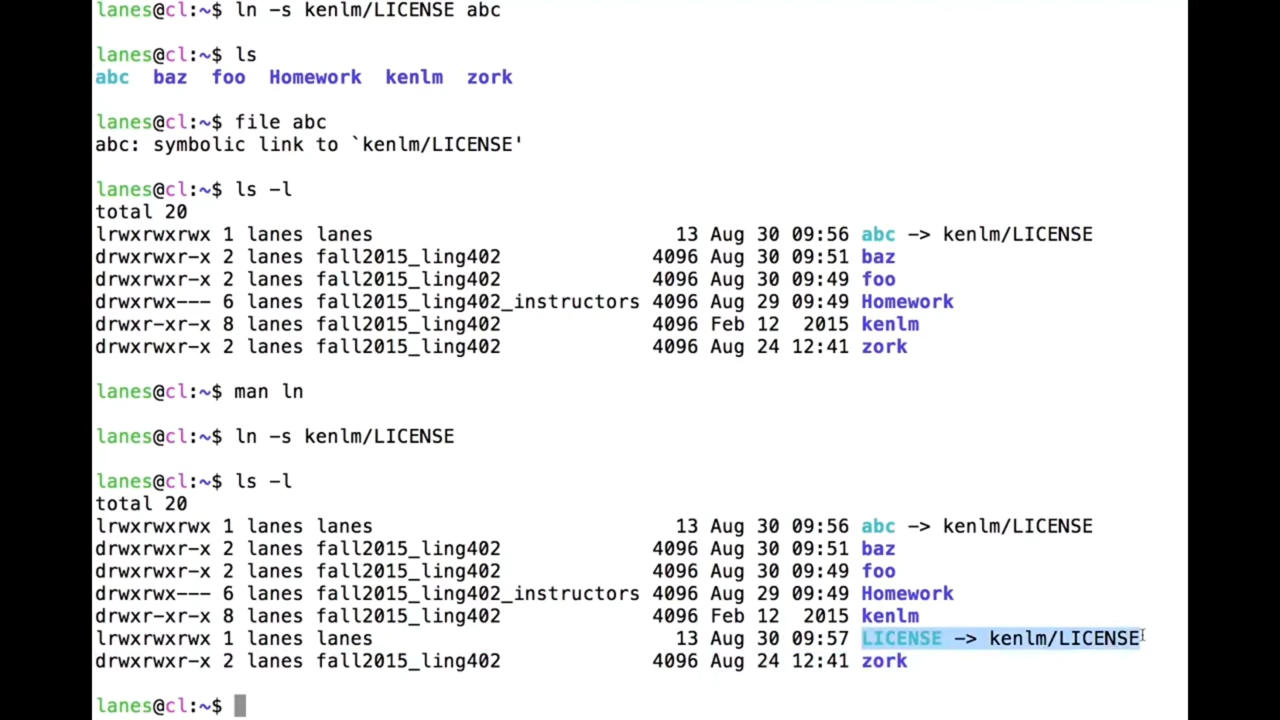 lanes@cl:~$ ln -s kenlm/LICENSE abc
lanes@cl:~$ ls
abc  baz  foo  Homework  kenlm  zork
lanes@cl:~$ file abc
abc: symbolic link to `kenlm/LICENSE'
lanes@cl:~$ ls -l
total 20
lrwxrwxrwx 1 lanes lanes                          13 Aug 30 09:56 abc -> kenlm/LICENSE
drwxrwxr-x 2 lanes fall2015_ling402             4096 Aug 30 09:51 baz
drwxrwxr-x 2 lanes fall2015_ling402             4096 Aug 30 09:49 foo
drwxrwx--- 6 lanes fall2015_ling402_instructors 4096 Aug 29 09:49 Homework
drwxr-xr-x 8 lanes fall2015_ling402             4096 Feb 12  2015 kenlm
drwxrwxr-x 2 lanes fall2015_ling402             4096 Aug 24 12:41 zork
lanes@cl:~$ man ln
lanes@cl:~$ ln -s kenlm/LICENSE
lanes@cl:~$ ls -l
total 20
lrwxrwxrwx 1 lanes lanes                          13 Aug 30 09:56 abc -> kenlm/LICENSE
drwxrwxr-x 2 lanes fall2015_ling402             4096 Aug 30 09:51 baz
drwxrwxr-x 2 lanes fall2015_ling402             4096 Aug 30 09:49 foo
drwxrwx--- 6 lanes fall2015_ling402_instructors 4096 Aug 29 09:49 Homework
drwxr-xr-x 8 lanes fall2015_ling402             4096 Feb 12  2015 kenlm
lrwxrwxrwx 1 lanes lanes                          13 Aug 30 09:57 LICENSE -> kenlm/LICENSE
drwxrwxr-x 2 lanes fall2015_ling402             4096 Aug 24 12:41 zork
lanes@cl:~$